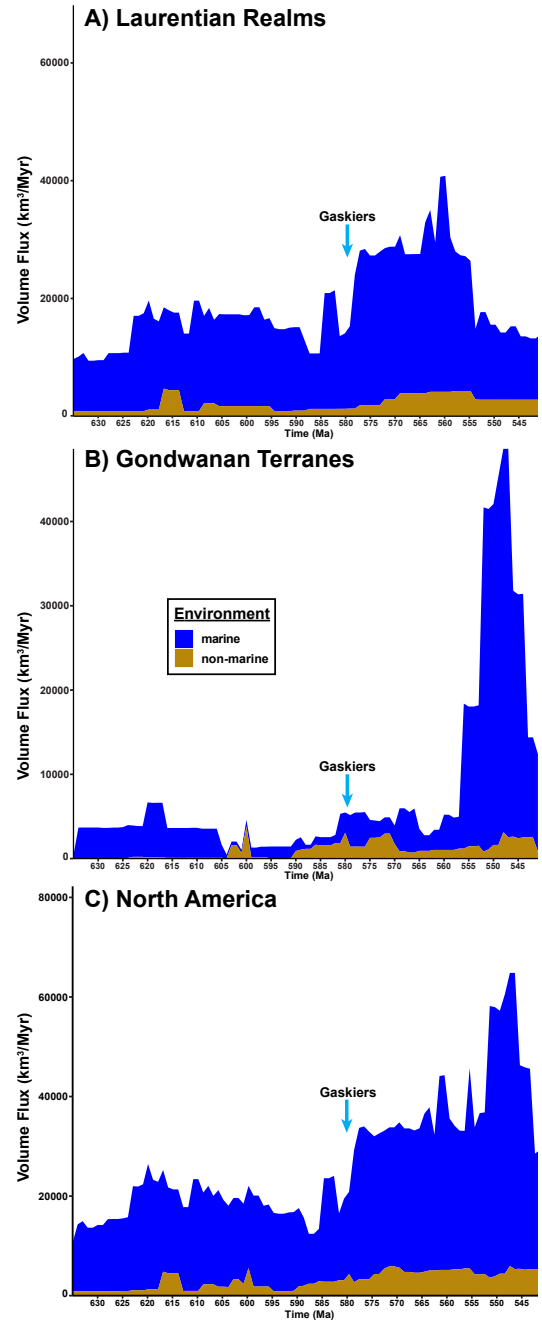 A) Laurentian Realms
60000
40000
20000
0
Volume Flux (km³/Myr)
Gaskiers
630 625 620 615 610 605 600 595 590 585 580 575 570 565 560 555 550 545
Time (Ma)
B) Gondwanan Terranes
40000
30000
20000
10000
0
Volume Flux (km³/Myr)
Environment
marine
non-marine
Gaskiers
630 625 620 615 610 605 600 595 590 585 580 575 570 565 560 555 550 545
Time (Ma)
C) North America
80000
60000
40000
20000
0
Volume Flux (km³/Myr)
Gaskiers
630 625 620 615 610 605 600 595 590 585 580 575 570 565 560 555 550 545
Time (Ma)